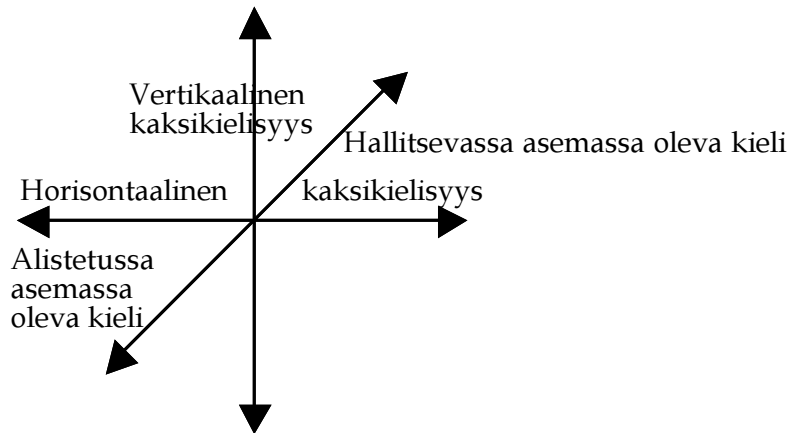 Vertikaalinen
kaksikielisyys
Hallitsevassa asemassa oleva kieli
Horisontaalinen kaksikielisyys
Alistetussa
asemassa
oleva kieli